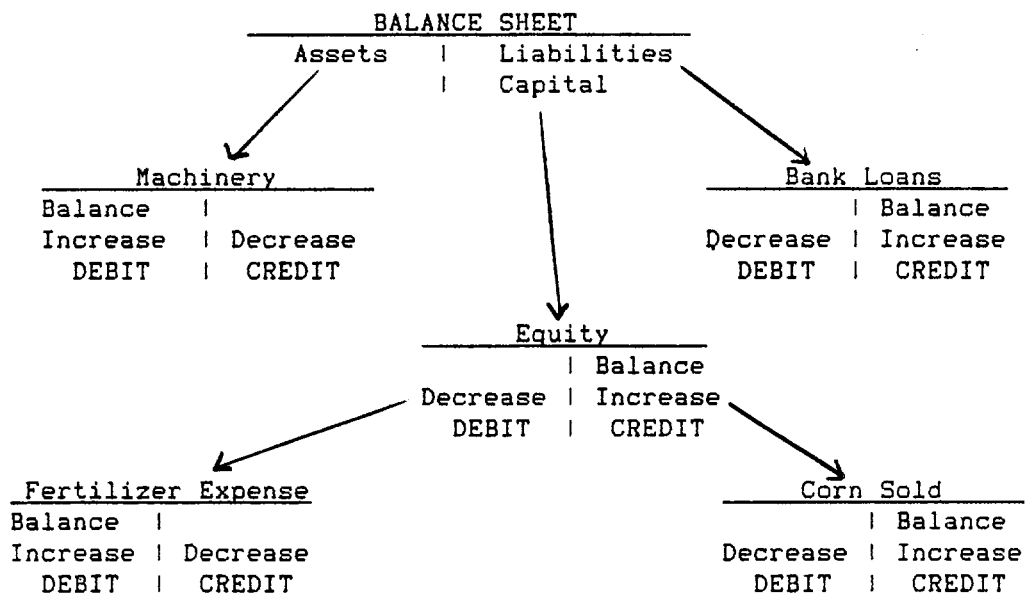 BALANCE SHEET
Assets | Liabilities
| Capital
Machinery
Balance |
Increase | Decrease
DEBIT | CREDIT
Bank Loans
| Balance
Decrease | Increase
DEBIT | CREDIT
Equity
| Balance
Decrease | Increase
DEBIT | CREDIT
Fertilizer Expense
Balance |
Increase | Decrease
DEBIT | CREDIT
Corn Sold
| Balance
Decrease | Increase
DEBIT | CREDIT